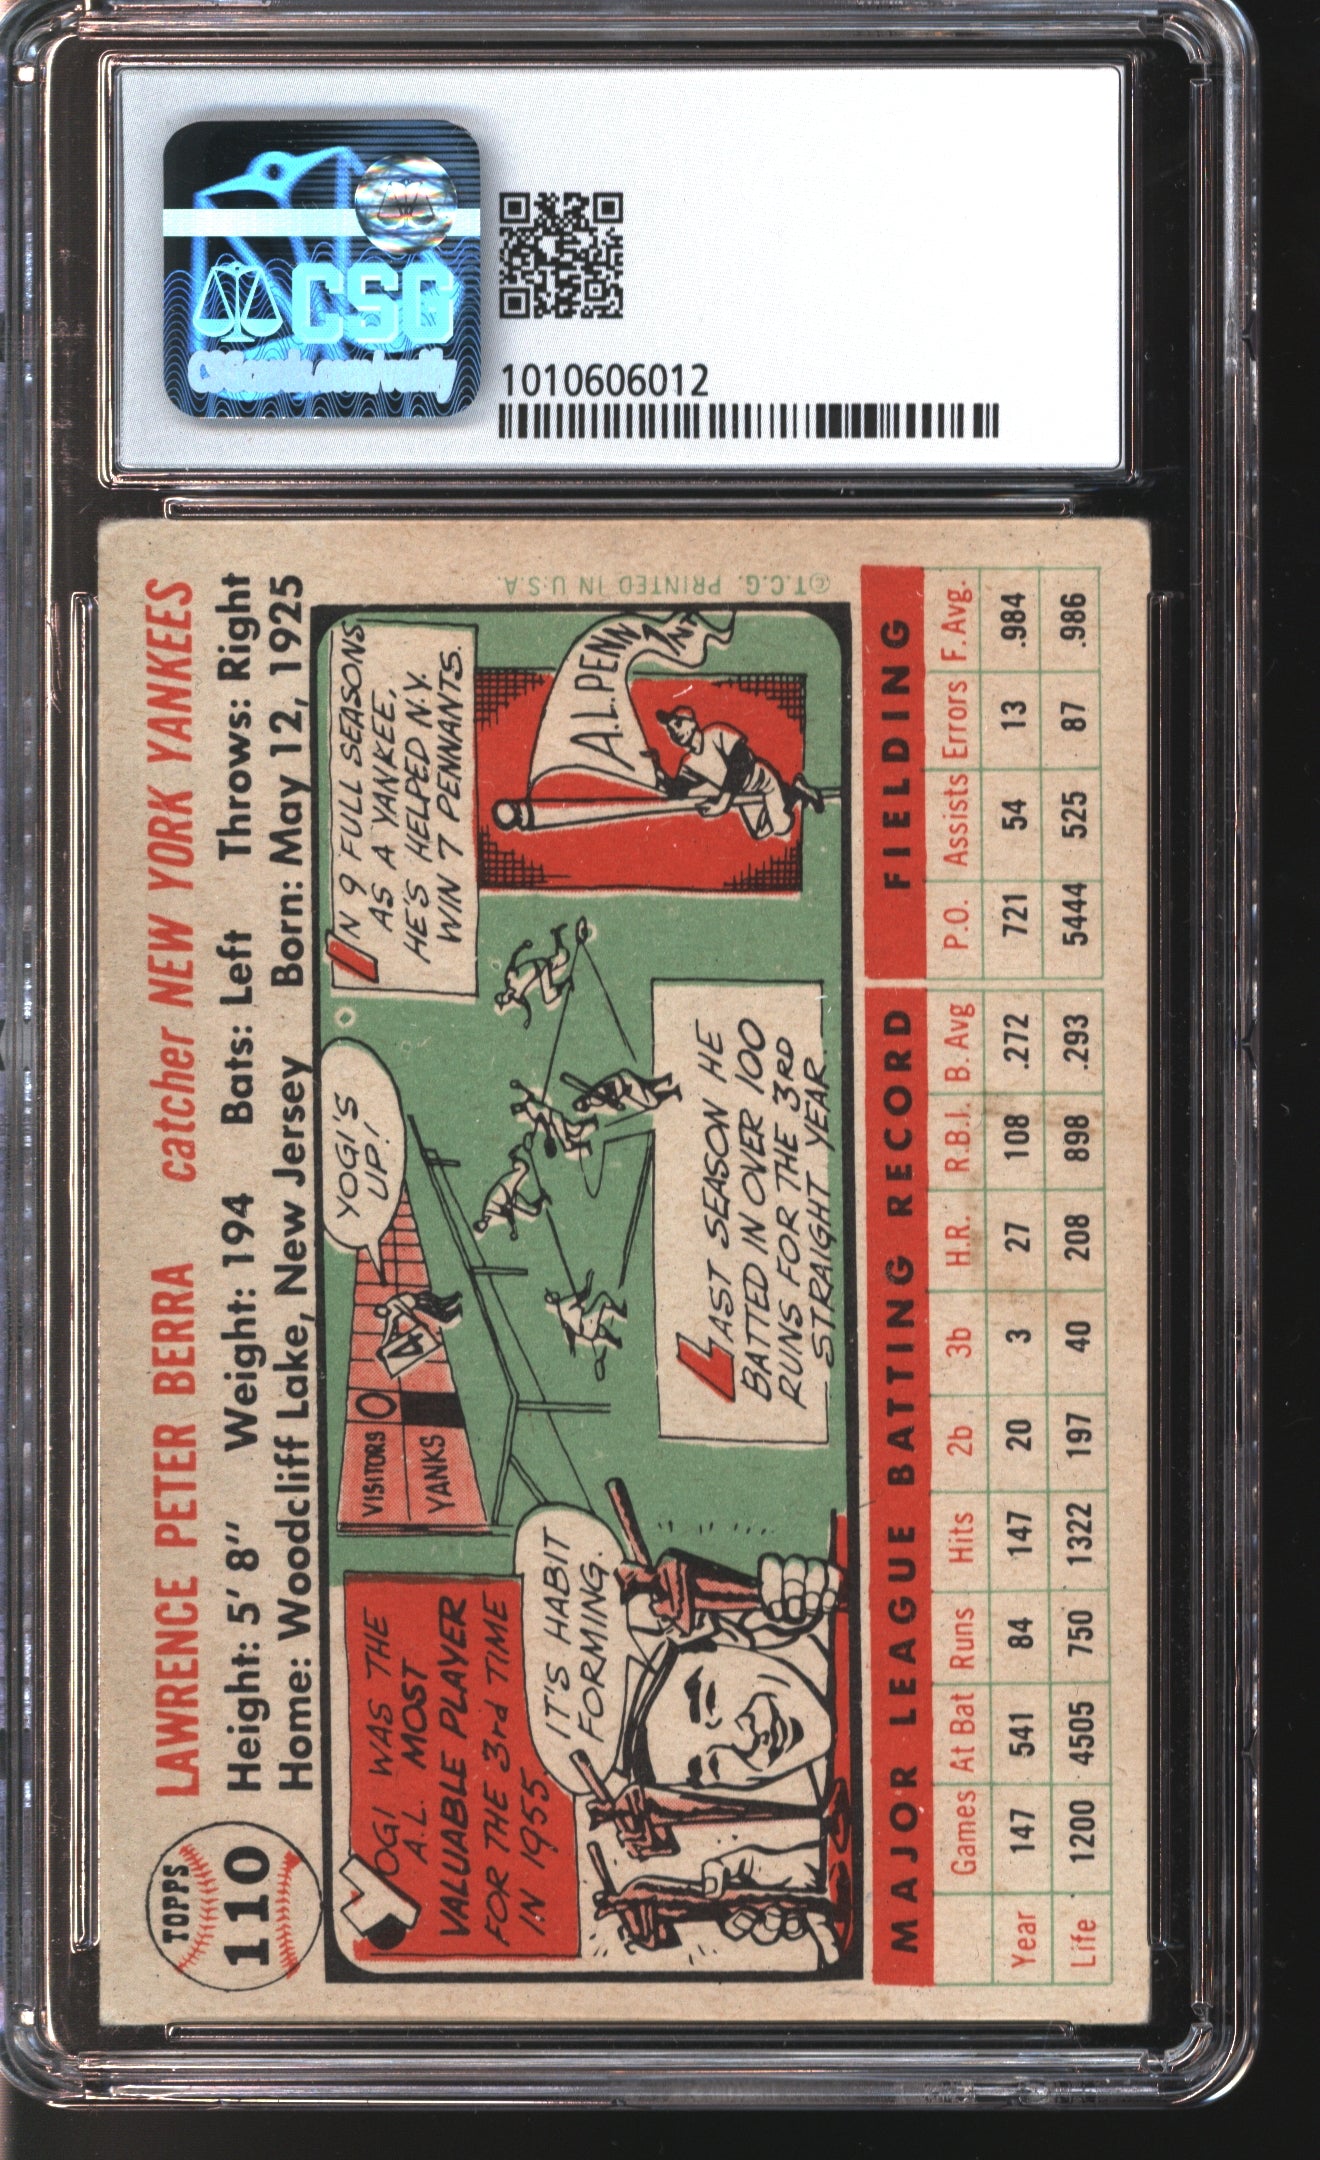 CSG
CSGcards.com/verify
1010606012
TOPPS
110
LAWRENCE PETER BERRA catcher NEW YORK YANKEES
Height: 5' 8" Weight: 194 Bats: Left Throws: Right
Home: Woodcliff Lake, New Jersey Born: May 12, 1925
YOGI WAS THE
A.L. MOST
VALUABLE PLAYER
FOR THE 3rd TIME
IN 1955
IT'S HABIT
FORMING.
VISITORS 0
YANKS 4
YOGI'S
UP!
LAST SEASON HE
BATTED IN OVER 100
RUNS FOR THE 3RD
STRAIGHT YEAR.
IN 9 FULL SEASONS
AS A YANKEE,
HE'S HELPED N.Y.
WIN 7 PENNANTS.
A.L. PENN
©T.C.G. PRINTED IN U.S.A.
MAJOR LEAGUE BATTING RECORD FIELDING
Games At Bat Runs Hits 2b 3b H.R. R.B.I. B. Avg P.O. Assists Errors F. Avg.
Year 147 541 84 147 20 3 27 108 .272 721 54 13 .984
Life 1200 4505 750 1322 197 40 208 898 .293 5444 525 87 .986